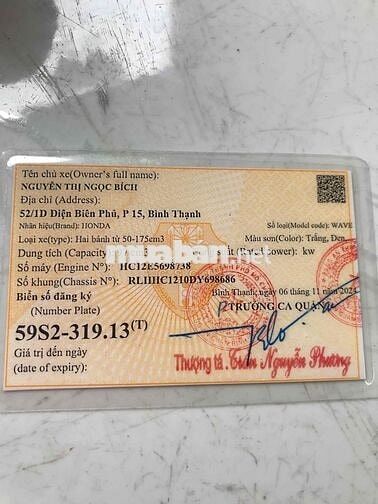 Tên chủ xe(Owner's full name):
NGUYỄN THỊ NGỌC BÍCH
Địa chỉ (Address):
52/1D Diện Biên Phủ, P 15, Bình Thạnh
Nhãn hiệu(Brand): HONDA Số loại(Model code): WAVE
Loại xe(type): Hai bánh từ 50-175cm3 Màu sơn(Color): Trắng, Đen
Dung tích (Capacity) kw
Số máy (Engine N°): HC12E5698738
Số khung(Chassis N°): RLHHC1210DY698686
Biển số đăng ký Bình Thạnh,ngày 06 tháng 11 năm 2024
(Number Plate) TRƯỞNG CA QUẬN
59S2-319.13(T)
Giá trị đến ngày Thượng tá. Trần Nguyễn Phương
(date of expiry):